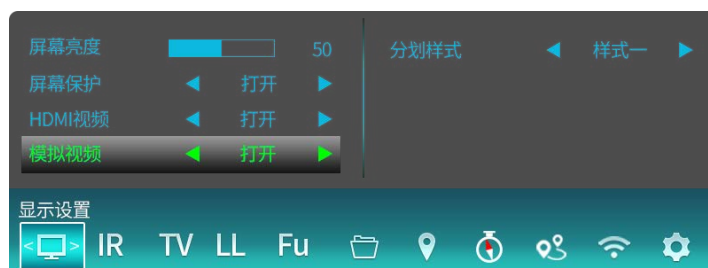 屏幕亮度 50
屏幕保护 打开
HDMI视频 打开
模拟视频 打开
分划样式 样式一
显示设置
IR TV LL Fu